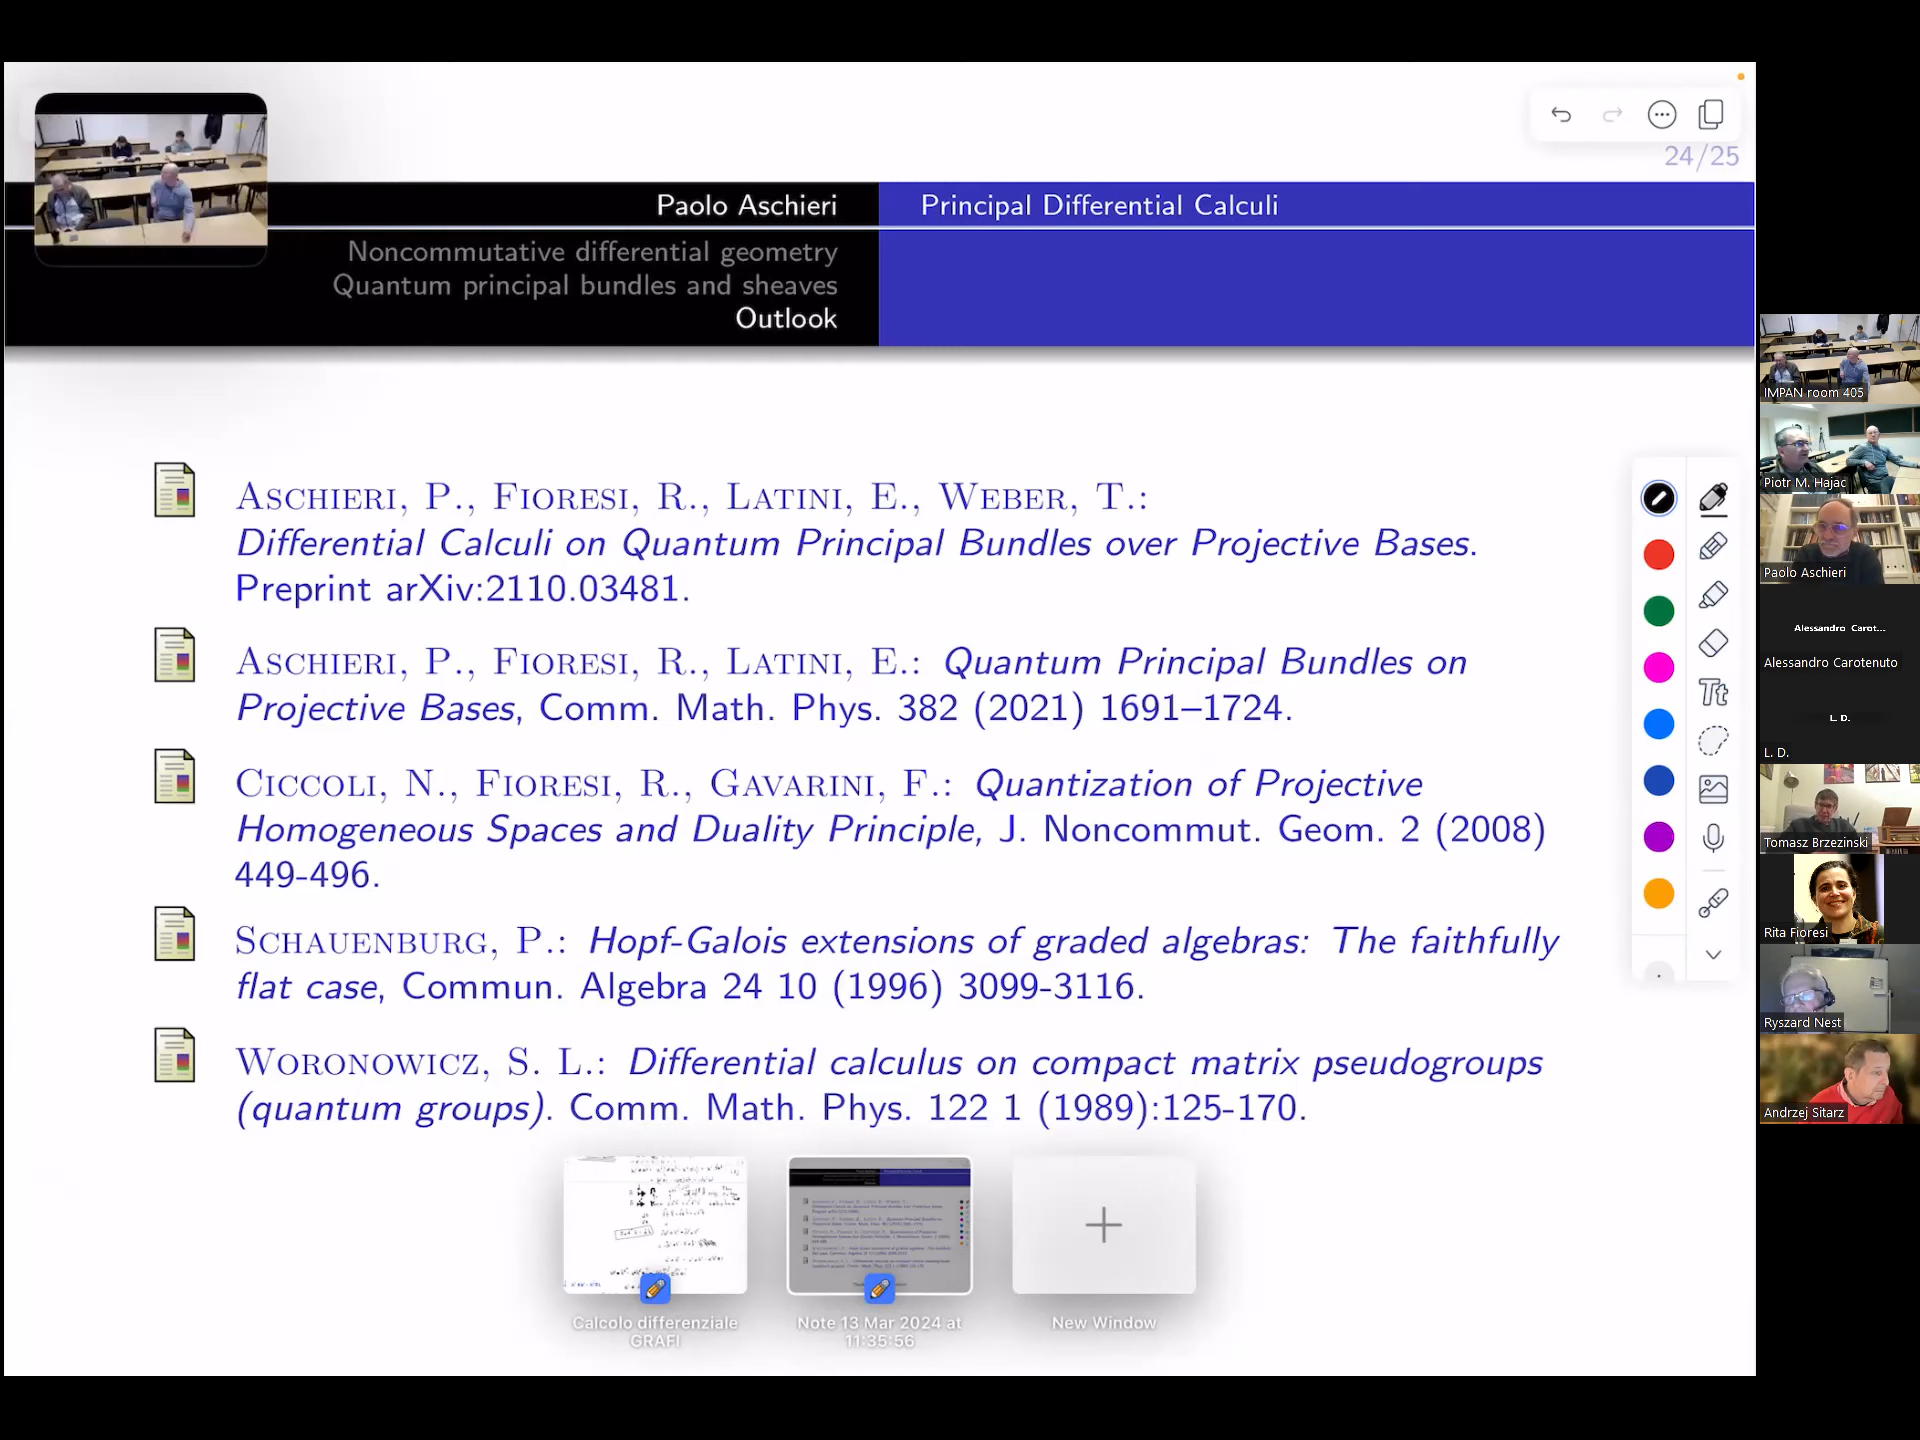 24/25
Paolo Aschieri
Principal Differential Calculi
Noncommutative differential geometry
Quantum principal bundles and sheaves
Outlook
Aschieri, P., Fioresi, R., Latini, E., Weber, T.:
Differential Calculi on Quantum Principal Bundles over Projective Bases.
Preprint arXiv:2110.03481.
Aschieri, P., Fioresi, R., Latini, E.: Quantum Principal Bundles on
Projective Bases, Comm. Math. Phys. 382 (2021) 1691–1724.
Ciccoli, N., Fioresi, R., Gavarini, F.: Quantization of Projective
Homogeneous Spaces and Duality Principle, J. Noncommut. Geom. 2 (2008)
449-496.
Schauenburg, P.: Hopf-Galois extensions of graded algebras: The faithfully
flat case, Commun. Algebra 24 10 (1996) 3099-3116.
Woronowicz, S. L.: Differential calculus on compact matrix pseudogroups
(quantum groups). Comm. Math. Phys. 122 1 (1989):125-170.
Tt
Calcolo differenziale
GRAFI
Note 13 Mar 2024 at
11:35:56
New Window
IMPAN room 405
Piotr M. Hajac
Paolo Aschieri
Alessandro Carot...
Alessandro Carotenuto
L. D.
L. D.
Tomasz Brzezinski
Rita Fioresi
Ryszard Nest
Andrzej Sitarz